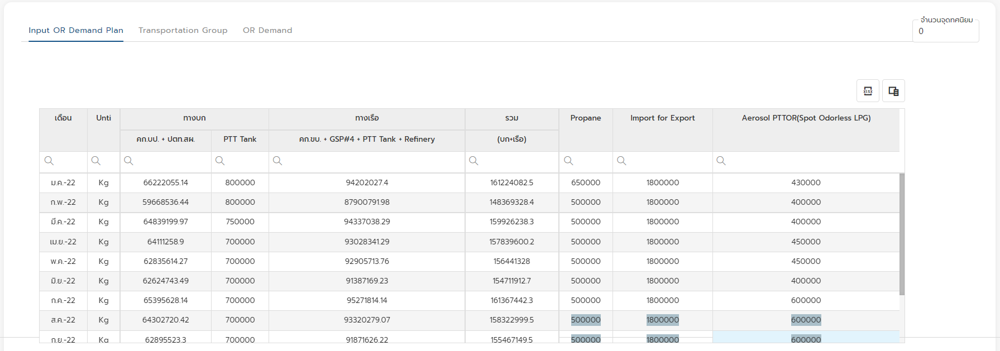 Input OR Demand Plan Transportation Group OR Demand
จำนวนจุดทศนิยม
0
xlsx
เดือน Unti ทางบก ทางเรือ รวม Propane Import for Export Aerosol PTTOR(Spot Odorless LPG)
คก.บป. + ปตท.สผ. PTT Tank คก.ขบ. + GSP#4 + PTT Tank + Refinery (บก+เรือ)
ม.ค.-22 Kg 66222055.14 800000 94202027.4 161224082.5 650000 1800000 430000
ก.พ.-22 Kg 59668536.44 800000 87900791.98 148369328.4 500000 1800000 400000
มี.ค.-22 Kg 64839199.97 750000 94337038.29 159926238.3 500000 1800000 400000
เม.ย.-22 Kg 64111258.9 700000 93028341.29 157839600.2 500000 1800000 450000
พ.ค.-22 Kg 62835614.27 700000 92905713.76 156441328 500000 1800000 450000
มิ.ย.-22 Kg 62624743.49 700000 91387169.23 154711912.7 500000 1800000 400000
ก.ค.-22 Kg 65395628.14 700000 95271814.14 161367442.3 500000 1800000 600000
ส.ค.-22 Kg 64302720.42 700000 93320279.07 158322999.5 500000 1800000 600000
ก.ย.-22 Kg 62895523.3 700000 91871626.22 155467149.5 500000 1800000 600000